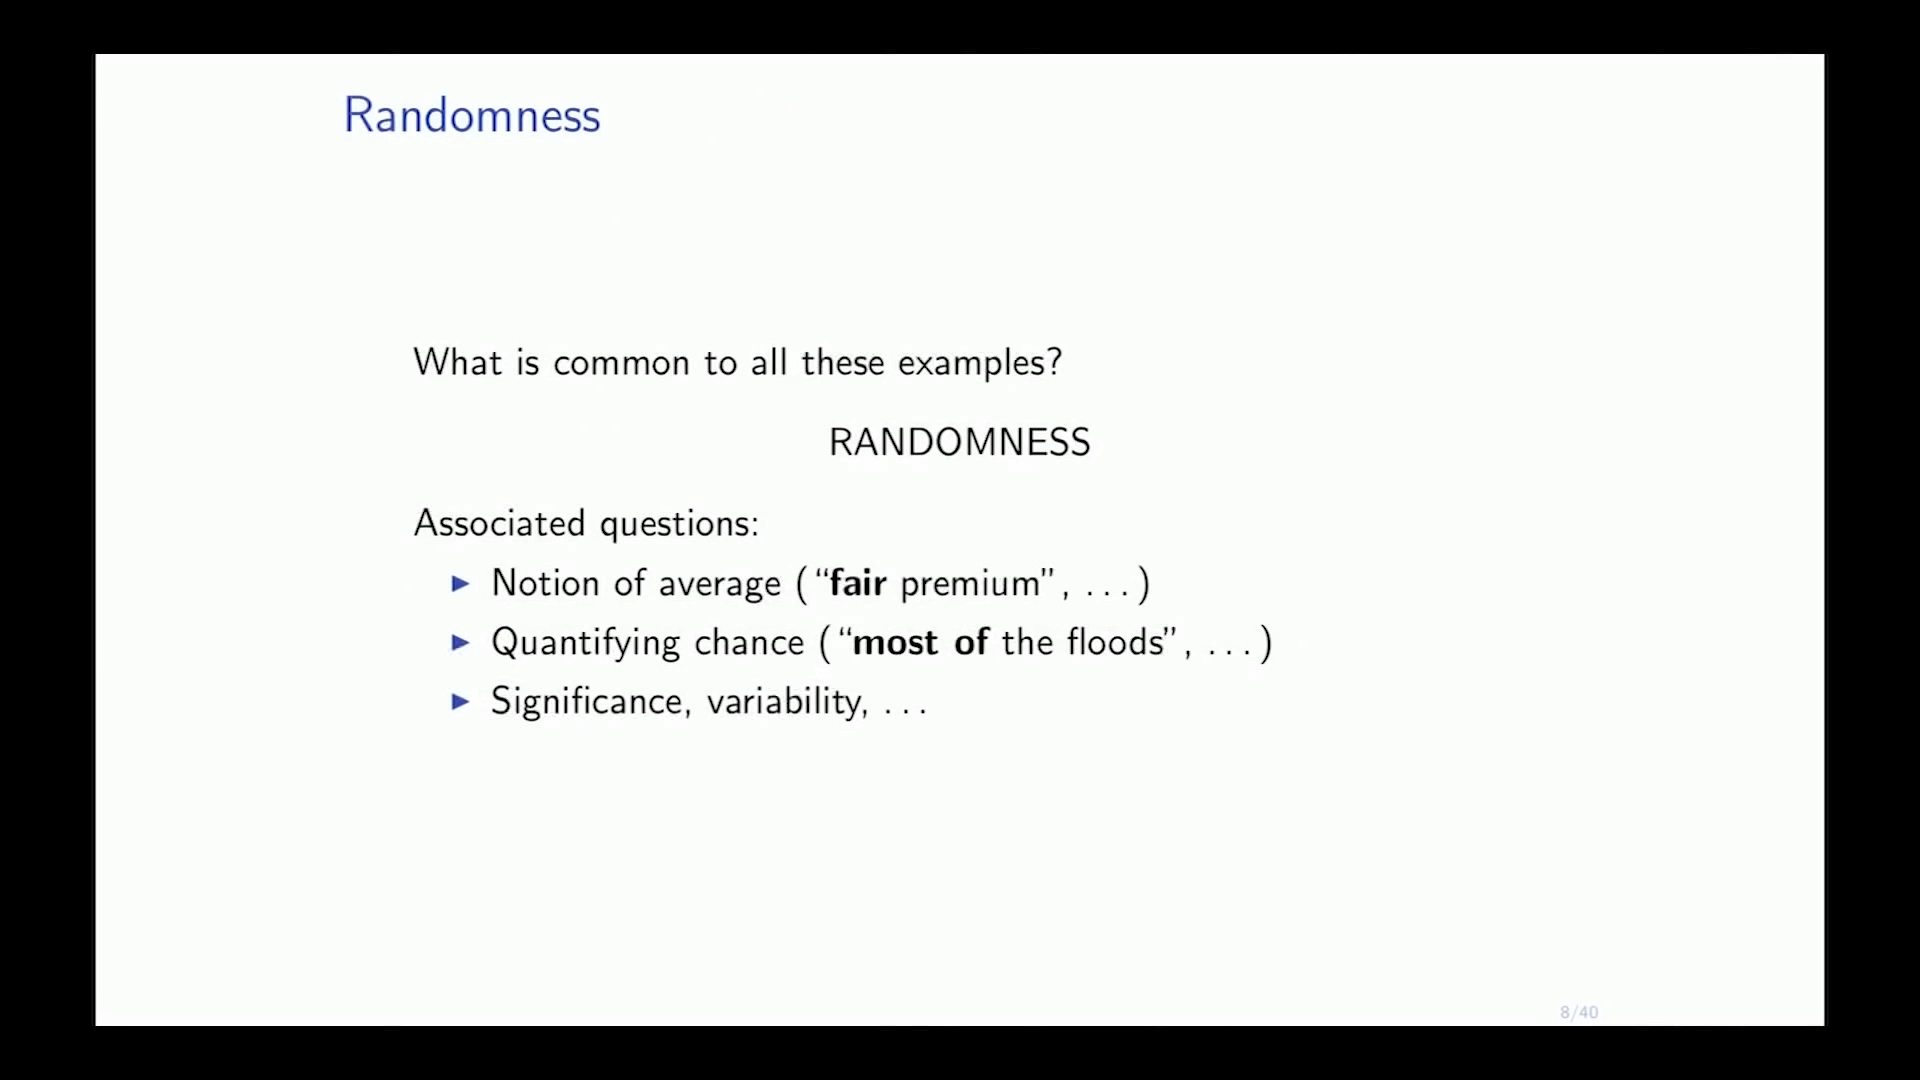 Randomness
What is common to all these examples?
RANDOMNESS
Associated questions:
▶ Notion of average (“fair premium”, ...)
▶ Quantifying chance (“most of the floods”, ...)
▶ Significance, variability, ...
8/40